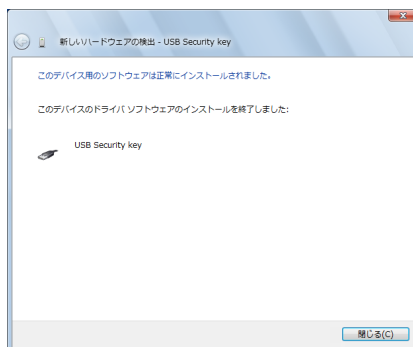 新しいハードウェアの検出 - USB Security key
このデバイス用のソフトウェアは正常にインストールされました。
このデバイスのドライバ ソフトウェアのインストールを終了しました:
USB Security key
閉じる(C)